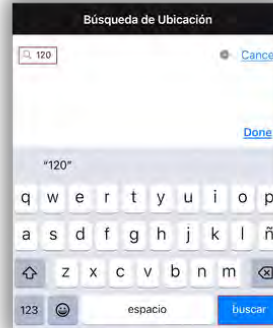 Búsqueda de Ubicación
120 Cance
Done
"120"
q w e r t y u i o p
a s d f g h j k l ñ
z x c v b n m
123 espacio buscar